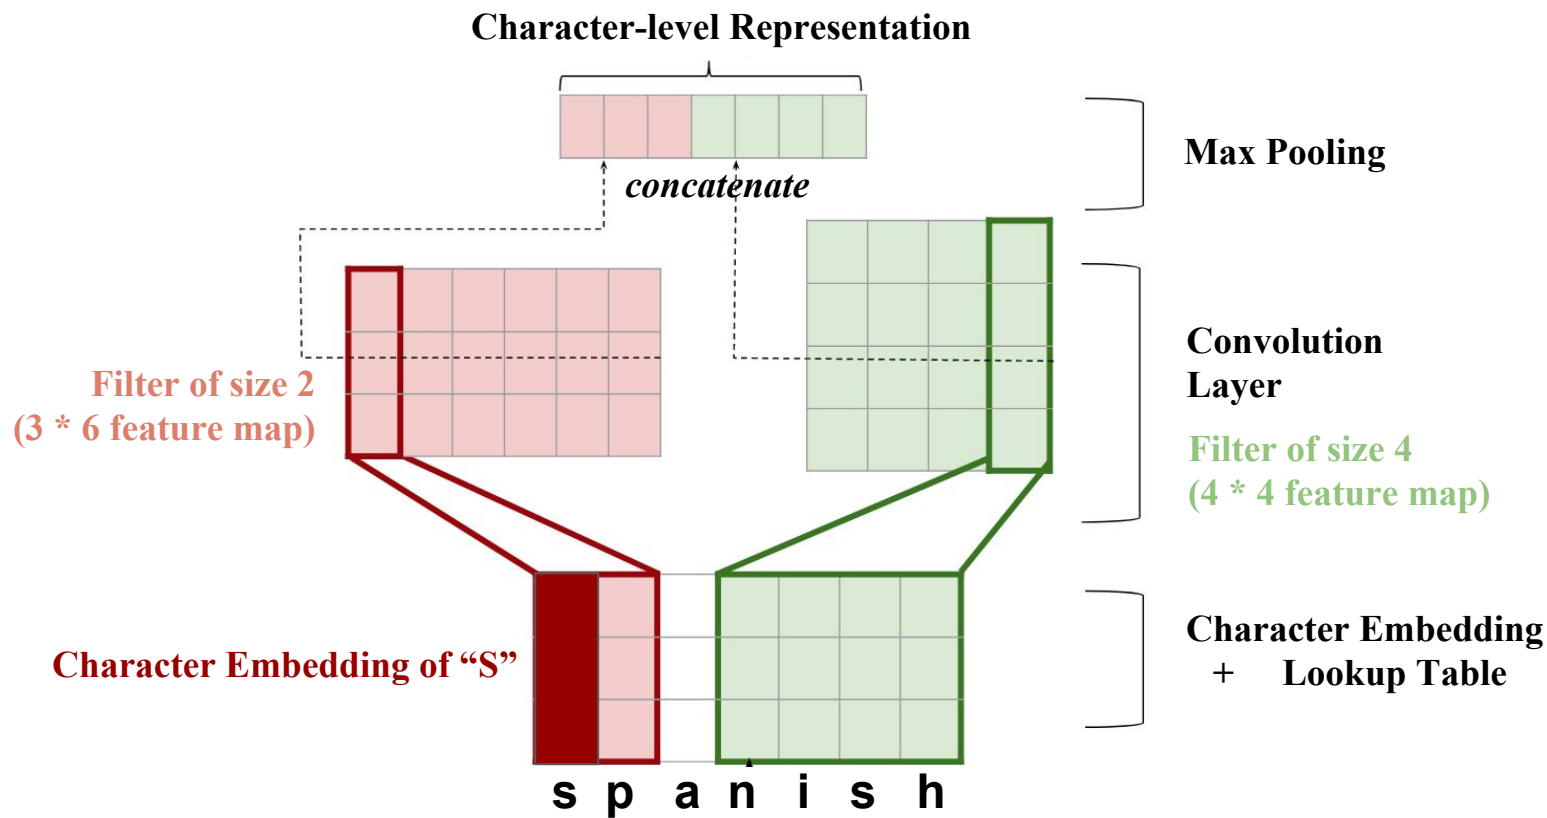 Character-level Representation
Max Pooling
concatenate
Filter of size 2
(3 * 6 feature map)
Convolution
Layer
Filter of size 4
(4 * 4 feature map)
Character Embedding of “S”
Character Embedding
+ Lookup Table
s p a n i s h